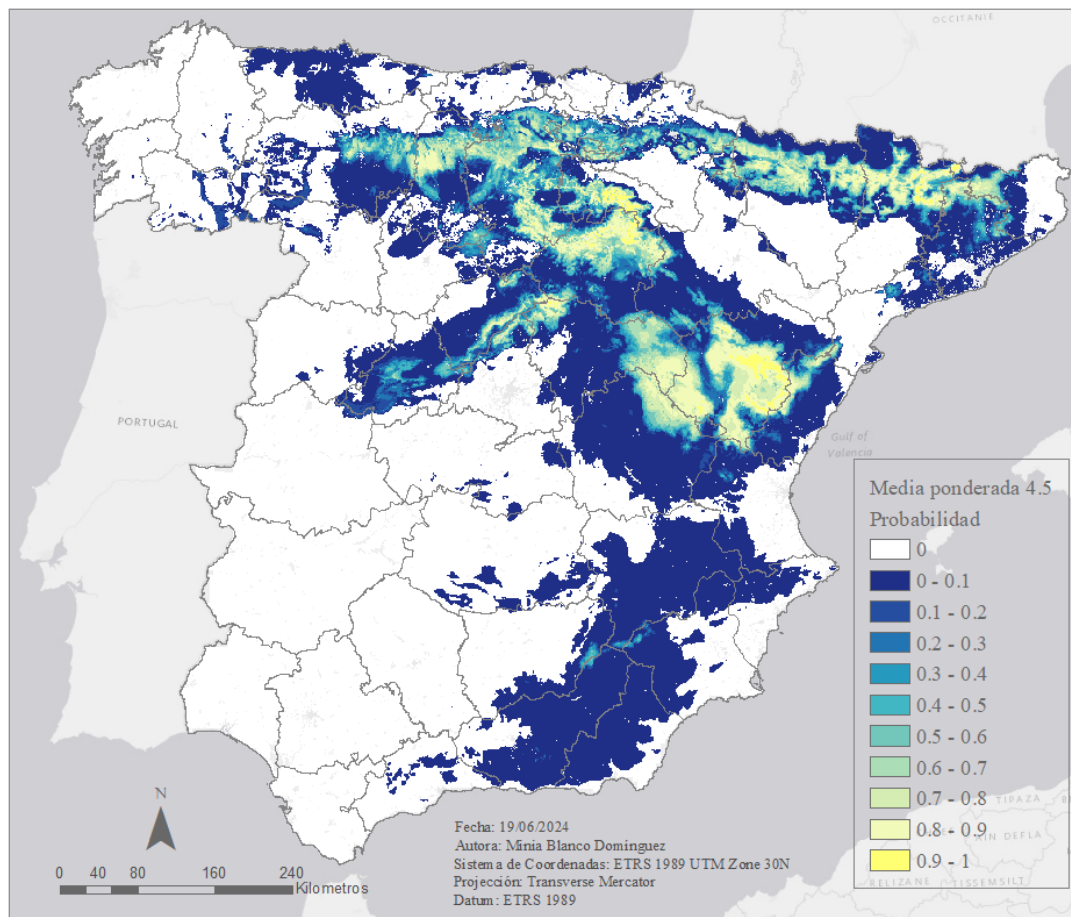 OCCITANIE
PORTUGAL
Gulf of
Valencia
Media ponderada 4.5
Probabilidad
0
0 - 0.1
0.1 - 0.2
0.2 - 0.3
0.3 - 0.4
0.4 - 0.5
0.5 - 0.6
0.6 - 0.7
0.7 - 0.8
0.8 - 0.9
0.9 - 1
TIPAZA
AIN DEFLA
RELIZANE
TISSEMSILT
N
0 40 80 160 240
Kilometros
Fecha: 19/06/2024
Autora: Minia Blanco Domínguez
Sistema de Coordenadas: ETRS 1989 UTM Zone 30N
Projección: Transverse Mercator
Datum: ETRS 1989